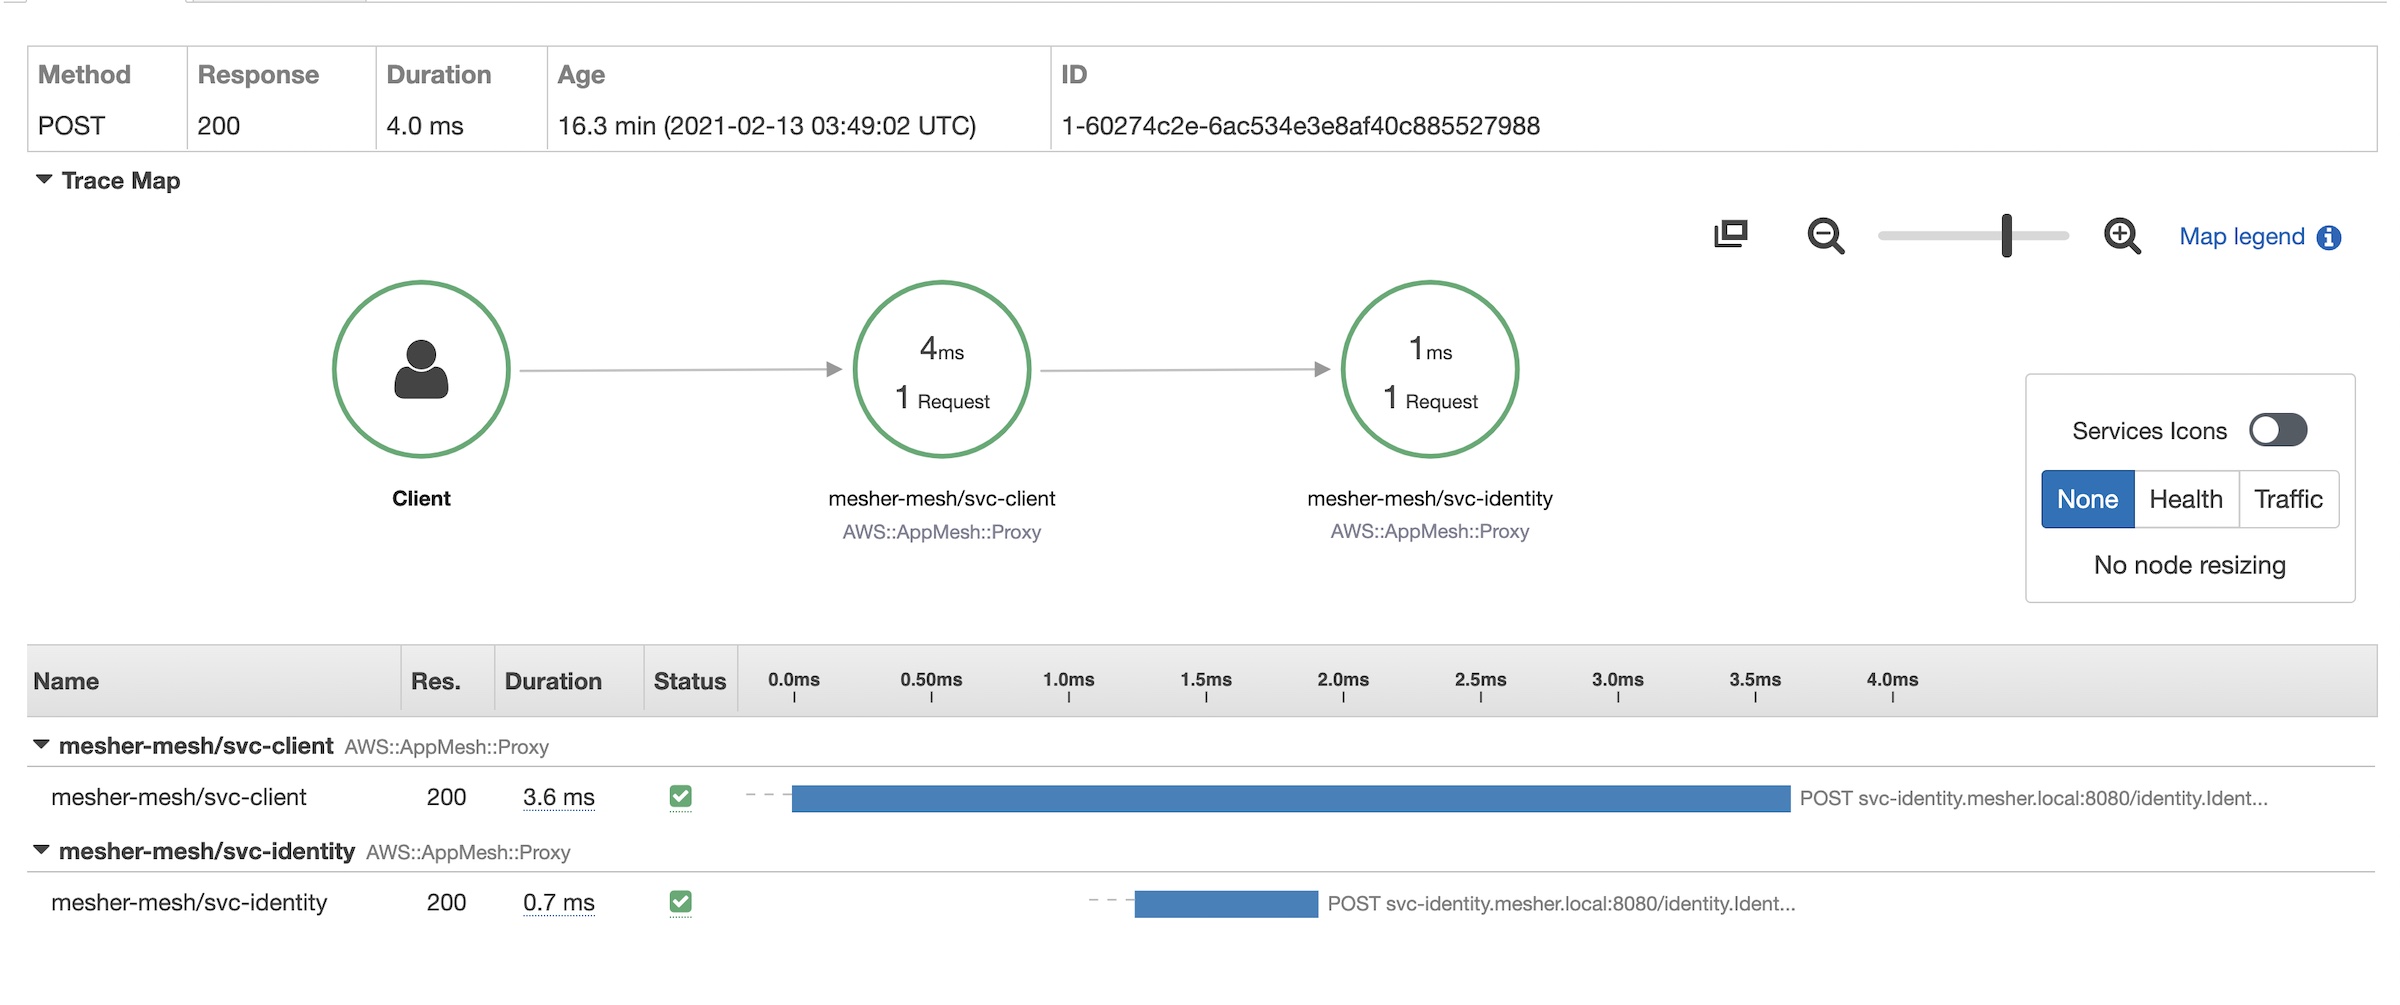 Method Response Duration Age ID
POST 200 4.0 ms 16.3 min (2021-02-13 03:49:02 UTC) 1-60274c2e-6ac534e3e8af40c885527988
Trace Map
Map legend
4ms 1ms
1 Request 1 Request
Services Icons
Client mesher-mesh/svc-client mesher-mesh/svc-identity
None Health Traffic
AWS::AppMesh::Proxy AWS::AppMesh::Proxy
No node resizing
Name Res. Duration Status 0.0ms 0.50ms 1.0ms 1.5ms 2.0ms 2.5ms 3.0ms 3.5ms 4.0ms
mesher-mesh/svc-client AWS::AppMesh::Proxy
mesher-mesh/svc-client 200 3.6 ms POST svc-identity.mesher.local:8080/identity.Ident...
mesher-mesh/svc-identity AWS::AppMesh::Proxy
mesher-mesh/svc-identity 200 0.7 ms POST svc-identity.mesher.local:8080/identity.Ident...